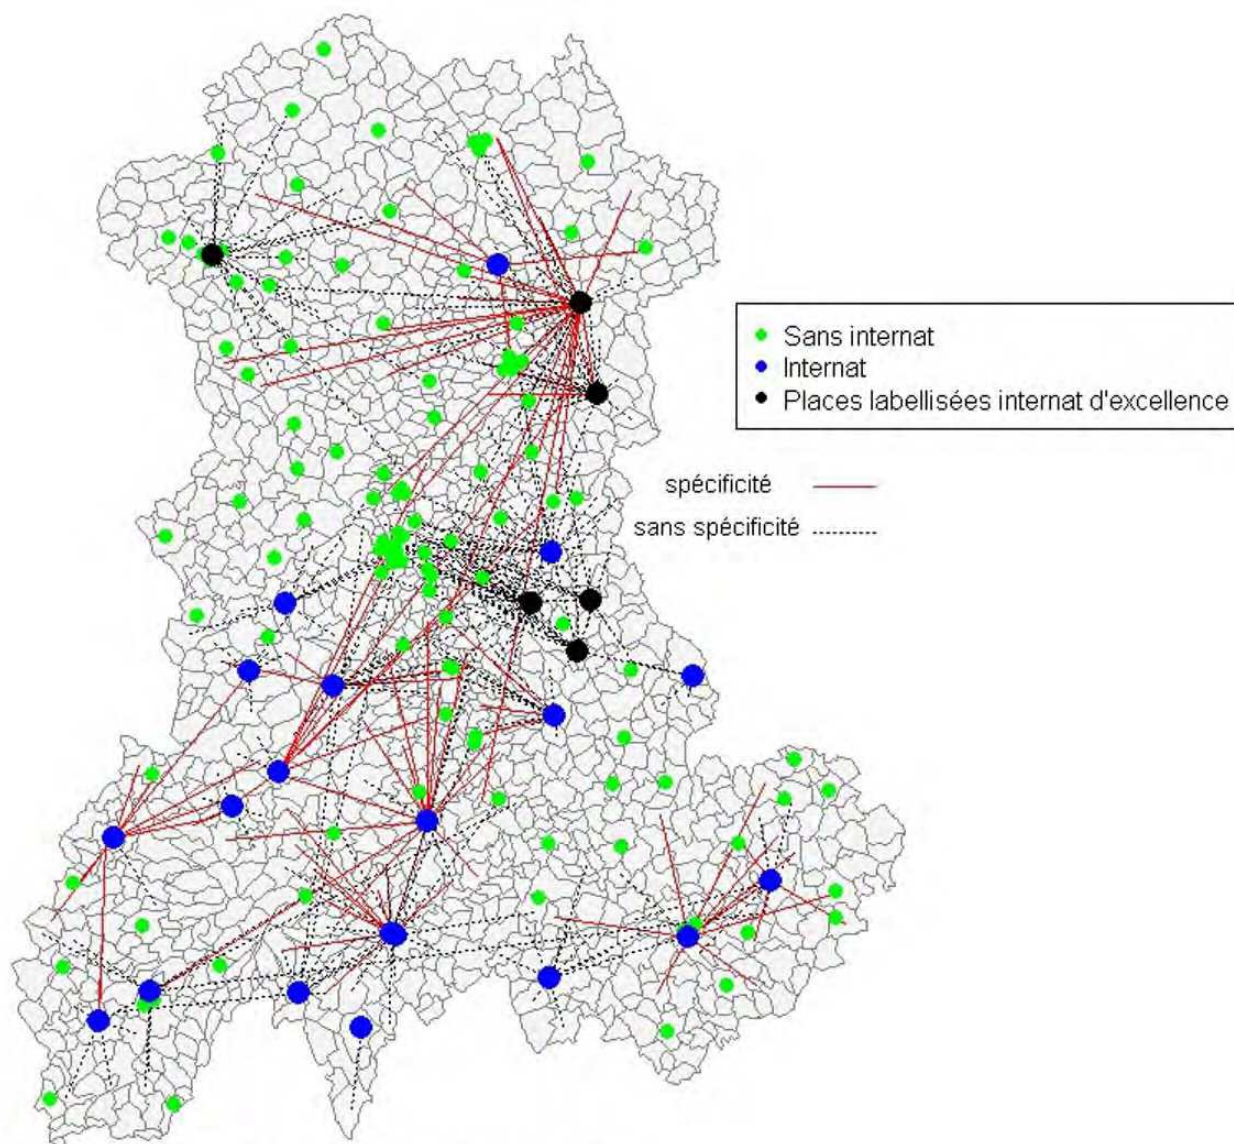 Sans internat
Internat
Places labellisées internat d'excellence
spécificité
sans spécificité